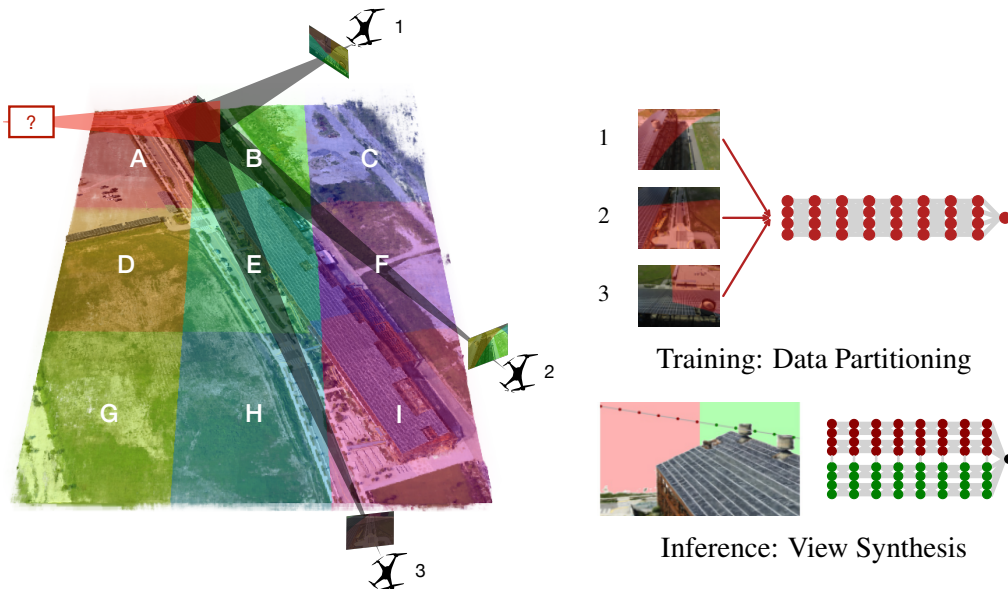 1
?
A
B
C
D
E
F
G
H
I
2
3
1
2
3
Training: Data Partitioning
Inference: View Synthesis